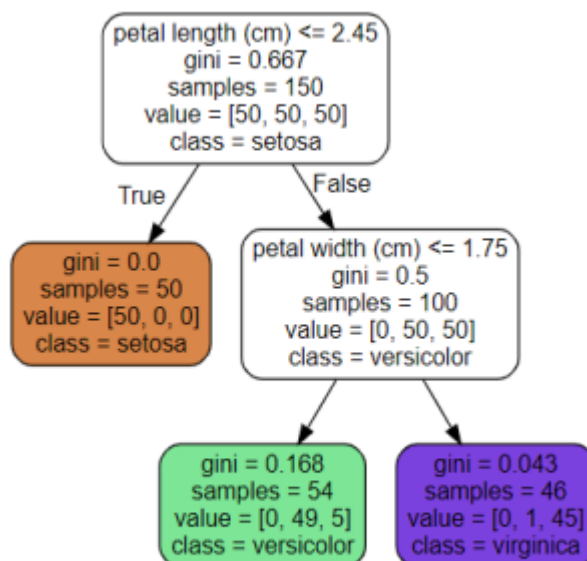 petal length (cm) <= 2.45
gini = 0.667
samples = 150
value = [50, 50, 50]
class = setosa
True
False
gini = 0.0
samples = 50
value = [50, 0, 0]
class = setosa
petal width (cm) <= 1.75
gini = 0.5
samples = 100
value = [0, 50, 50]
class = versicolor
gini = 0.168
samples = 54
value = [0, 49, 5]
class = versicolor
gini = 0.043
samples = 46
value = [0, 1, 45]
class = virginica